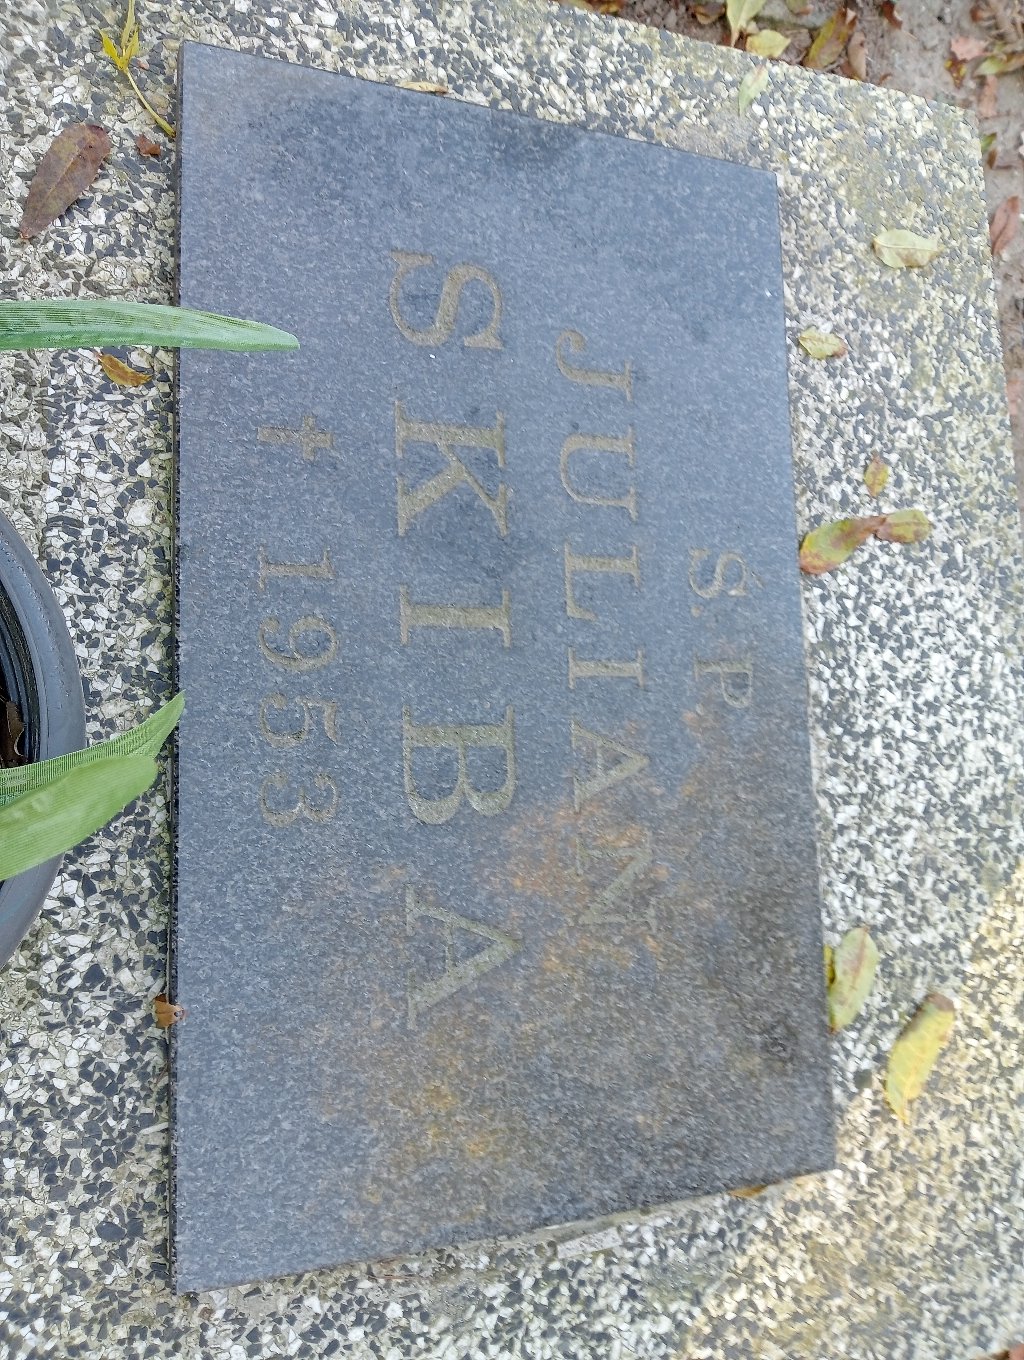 Ś. P
JULIAN
SKIBA
† 1953